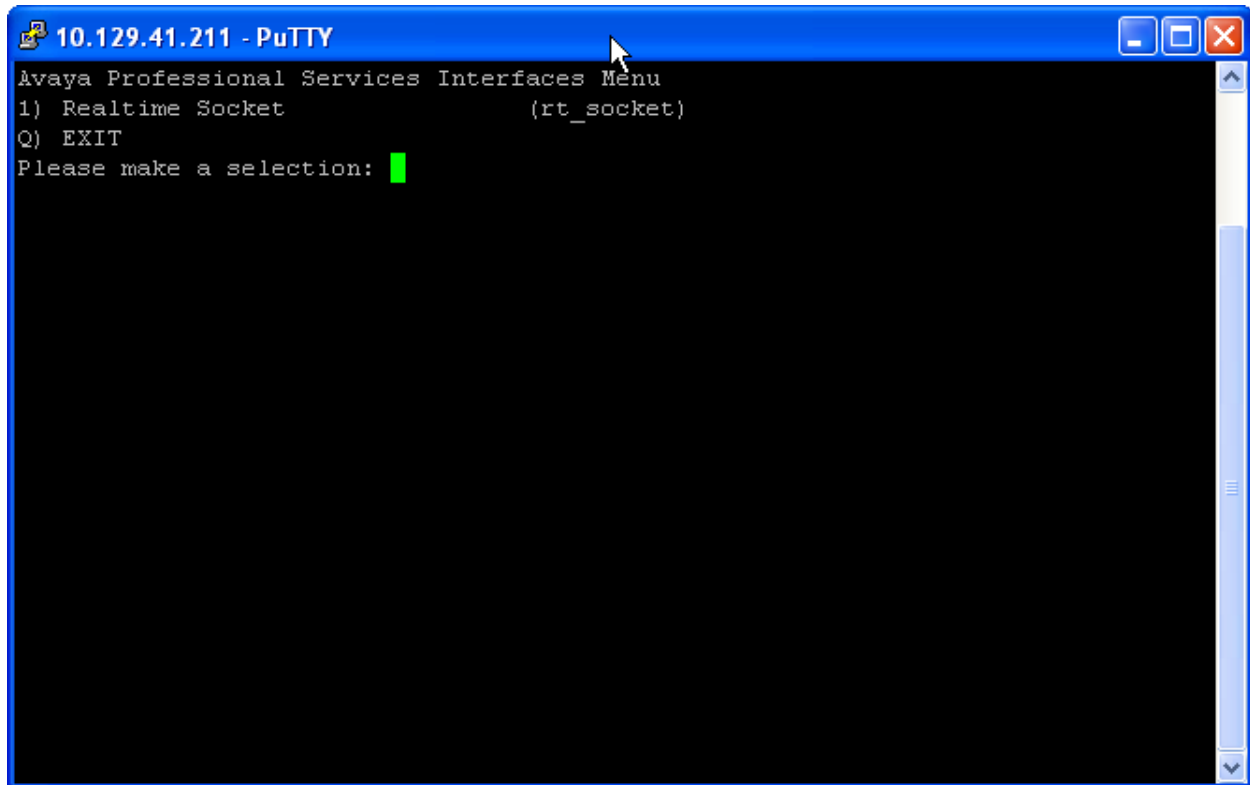 10.129.41.211 - PuTTY
Avaya Professional Services Interfaces Menu
1) Realtime Socket (rt_socket)
Q) EXIT
Please make a selection: